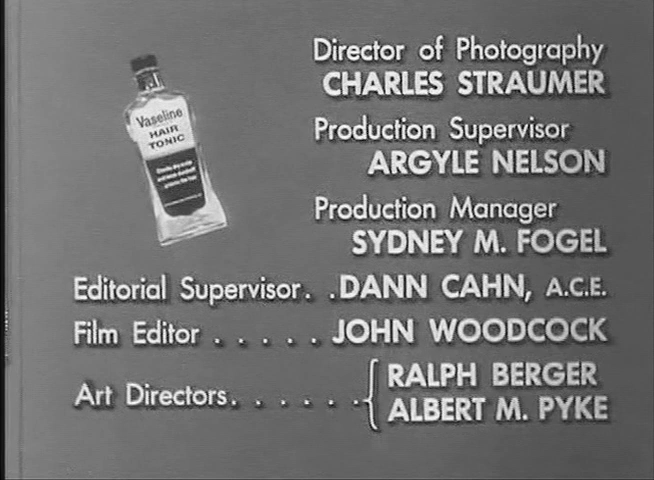 Director of Photography
CHARLES STRAUMER
Vaseline
HAIR
TONIC
Production Supervisor
ARGYLE NELSON
Production Manager
SYDNEY M. FOGEL
Editorial Supervisor. . DANN CAHN, A.C.E.
Film Editor . . . . . JOHN WOODCOCK
Art Directors. . . . . . {RALPH BERGER
ALBERT M. PYKE